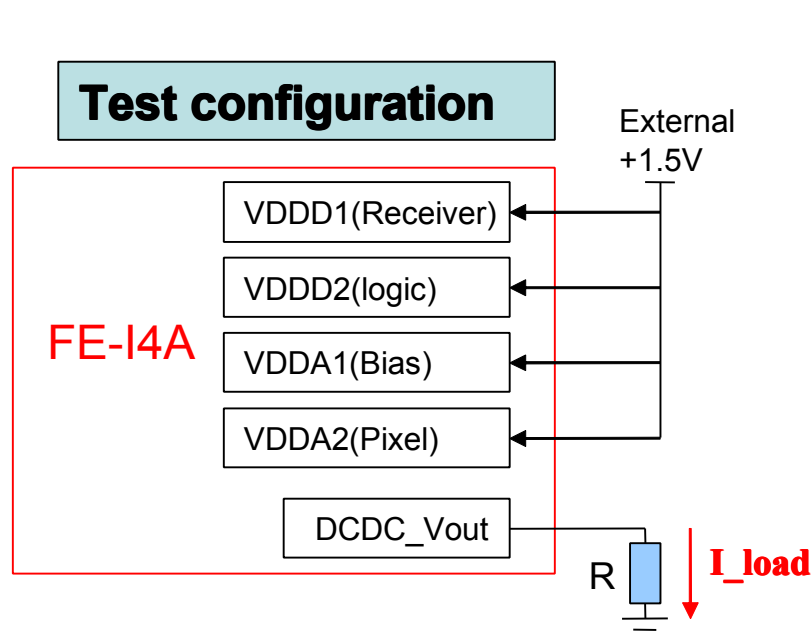 Test configuration
External
+1.5V
VDDD1(Receiver)
VDDD2(logic)
FE-I4A
VDDA1(Bias)
VDDA2(Pixel)
DCDC_Vout
R
I_load